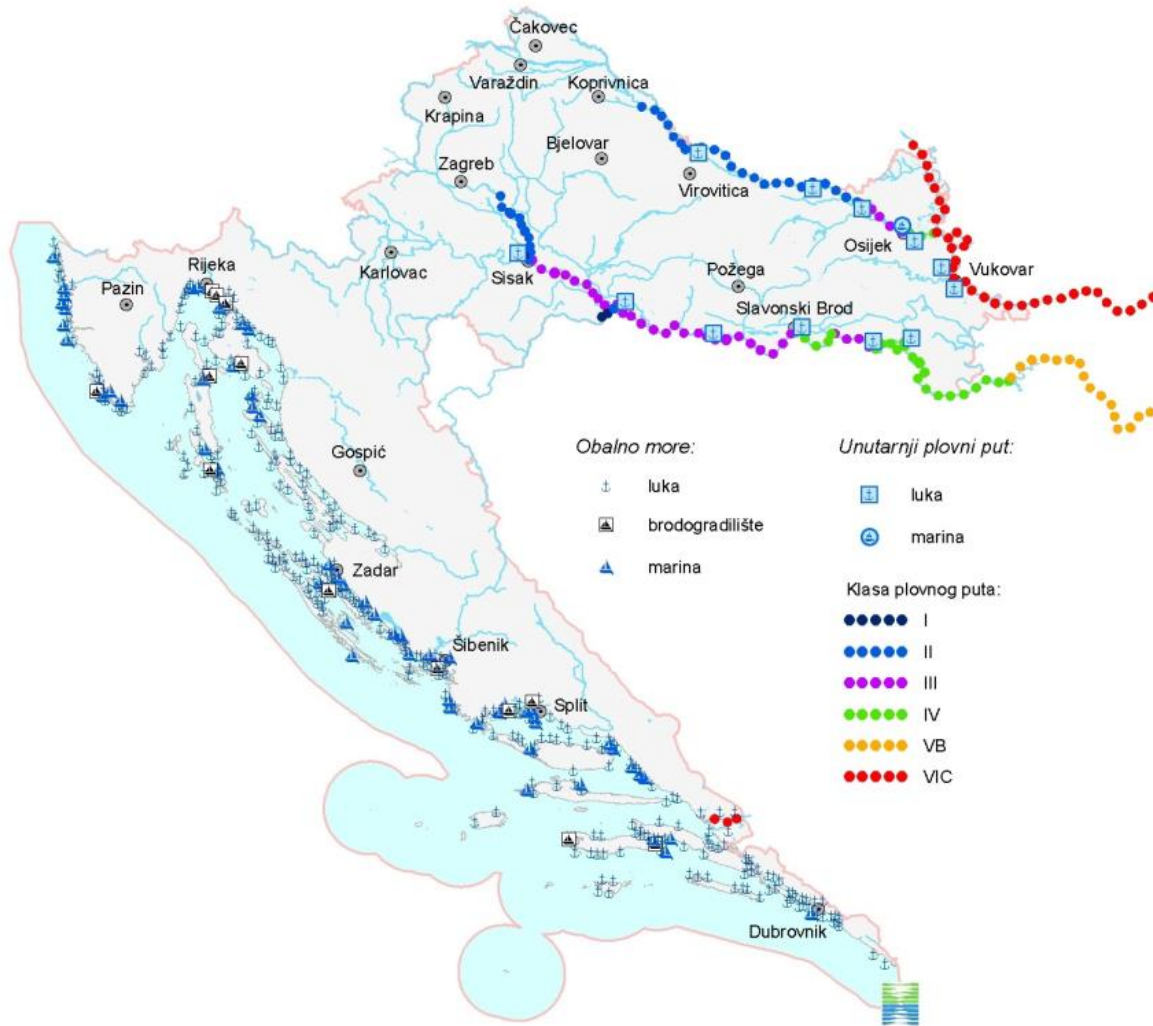 Čakovec
Varaždin
Koprivnica
Krapina
Bjelovar
Zagreb
Virovitica
Osijek
Rijeka
Karlovac
Sisak
Požega
Vukovar
Pazin
Slavonski Brod
Obalno more:
luka
brodogradilište
marina
Unutarnji plovni put:
luka
marina
Klasa plovnog puta:
I
II
III
IV
VB
VIC
Gospić
Zadar
Šibenik
Split
Dubrovnik